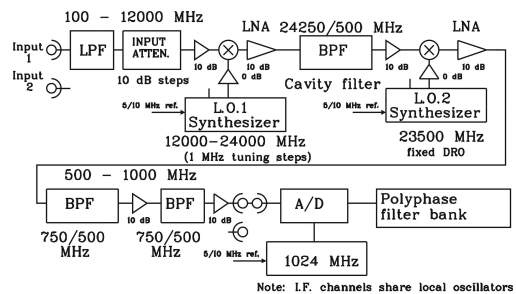 100 - 12000 MHz
LNA
24250/500 MHz
LNA
Input 1
LPF
INPUT ATTEN.
BPF
10 dB
10 dB
10 dB
10 dB
10 dB steps
0 dB
0 dB
Input 2
Cavity filter
5/10 MHz ref.
L.O.1 Synthesizer
5/10 MHz ref.
L.O.2 Synthesizer
12000-24000 MHz
(1 MHz tuning steps)
23500 MHz
fixed DRO
500 - 1000 MHz
BPF
BPF
A/D
Polyphase filter bank
10 dB
10 dB
750/500 MHz
750/500 MHz
5/10 MHz ref.
1024 MHz
Note: I.F. channels share local oscillators